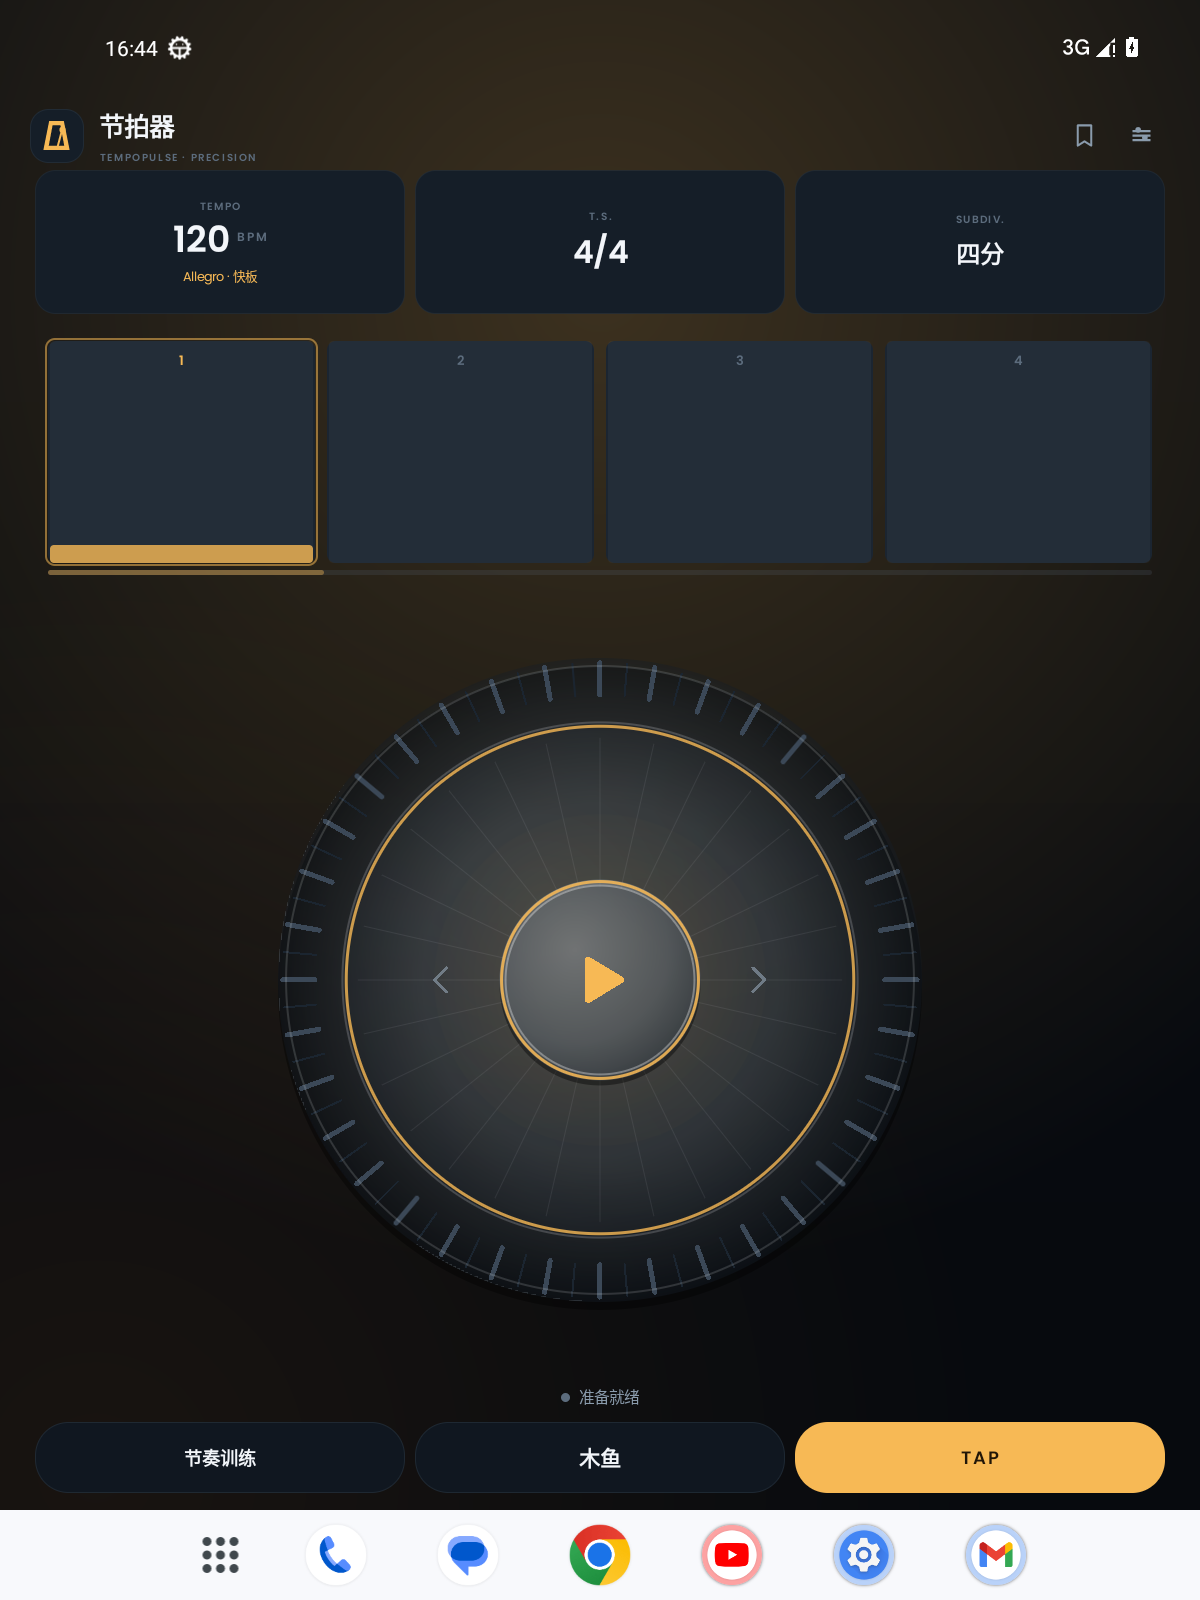 16:44
3G
节拍器
TEMPOPULSE · PRECISION
TEMPO
120 BPM
Allegro · 快板
T.S.
4/4
SUBDIV.
四分
1
2
3
4
准备就绪
节奏训练
木鱼
TAP